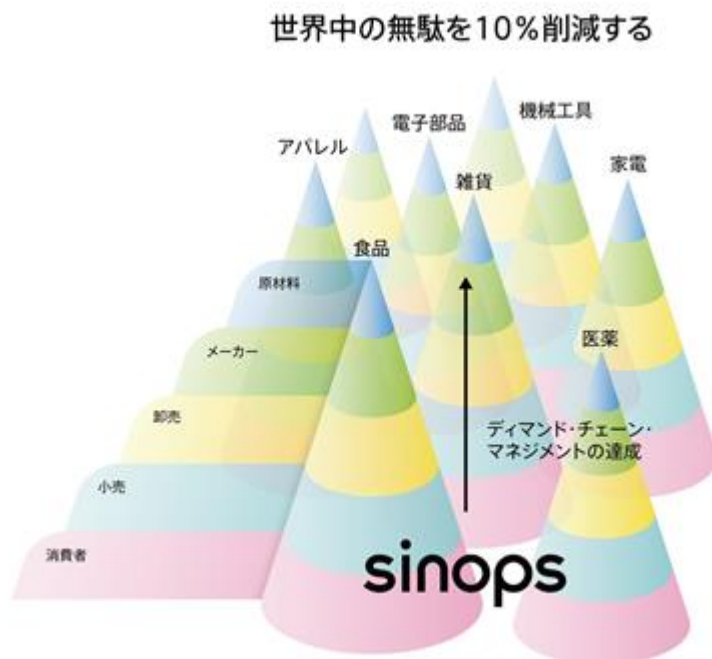 世界中の無駄を10%削減する
機械工具
電子部品
アパレル
家電
雑貨
食品
原材料
メーカー
医薬
卸売
ディマンド・チェーン・
マネジメントの達成
小売
消費者
sinops